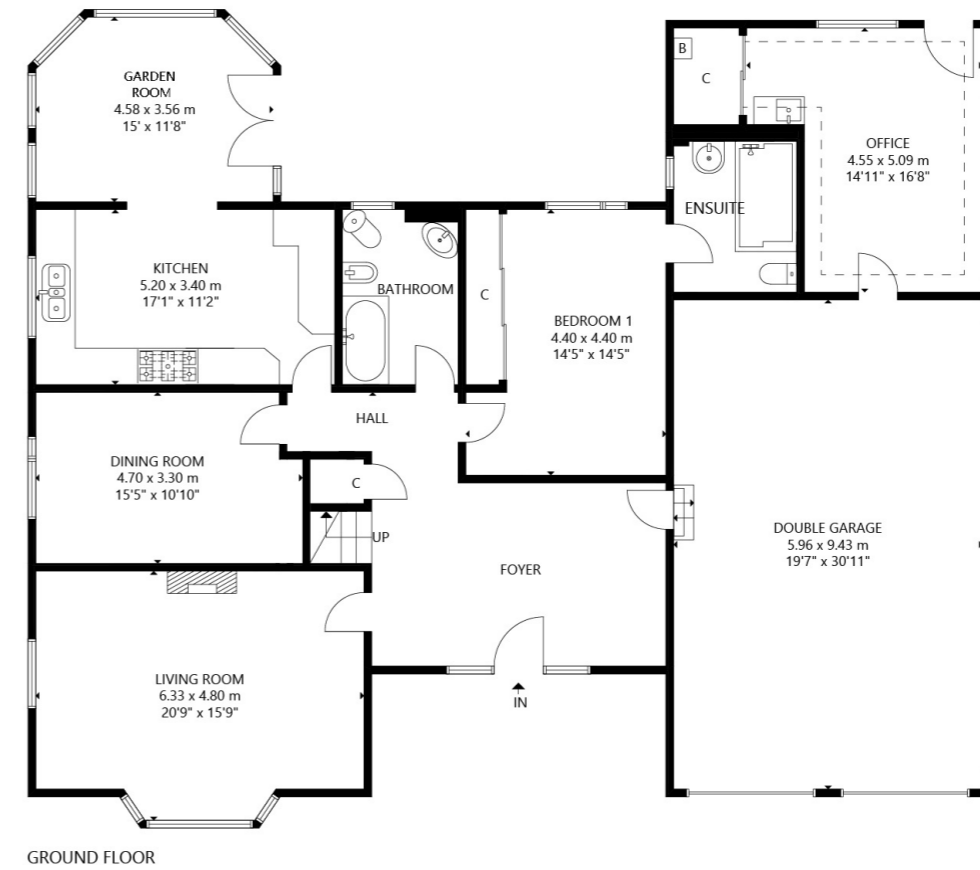 GARDEN
ROOM
4.58 x 3.56 m
15' x 11'8"
B
C
OFFICE
4.55 x 5.09 m
14'11" x 16'8"
ENSUITE
KITCHEN
5.20 x 3.40 m
17'1" x 11'2"
BATHROOM
C
BEDROOM 1
4.40 x 4.40 m
14'5" x 14'5"
HALL
DINING ROOM
4.70 x 3.30 m
15'5" x 10'10"
C
UP
FOYER
DOUBLE GARAGE
5.96 x 9.43 m
19'7" x 30'11"
LIVING ROOM
6.33 x 4.80 m
20'9" x 15'9"
IN
GROUND FLOOR